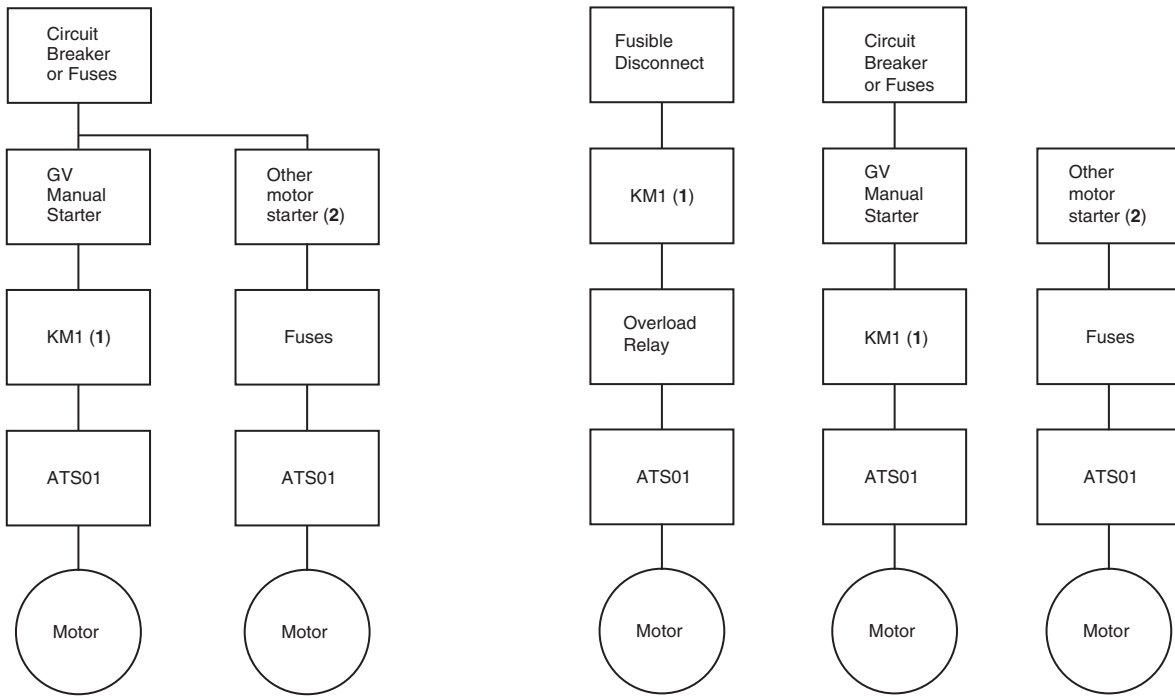 Circuit
Breaker
or Fuses
GV
Manual
Starter
KM1 (1)
ATS01
Motor
Other
motor
starter (2)
Fuses
ATS01
Motor
Fusible
Disconnect
KM1 (1)
Overload
Relay
ATS01
Motor
Circuit
Breaker
or Fuses
GV
Manual
Starter
KM1 (1)
ATS01
Motor
Other
motor
starter (2)
Fuses
ATS01
Motor